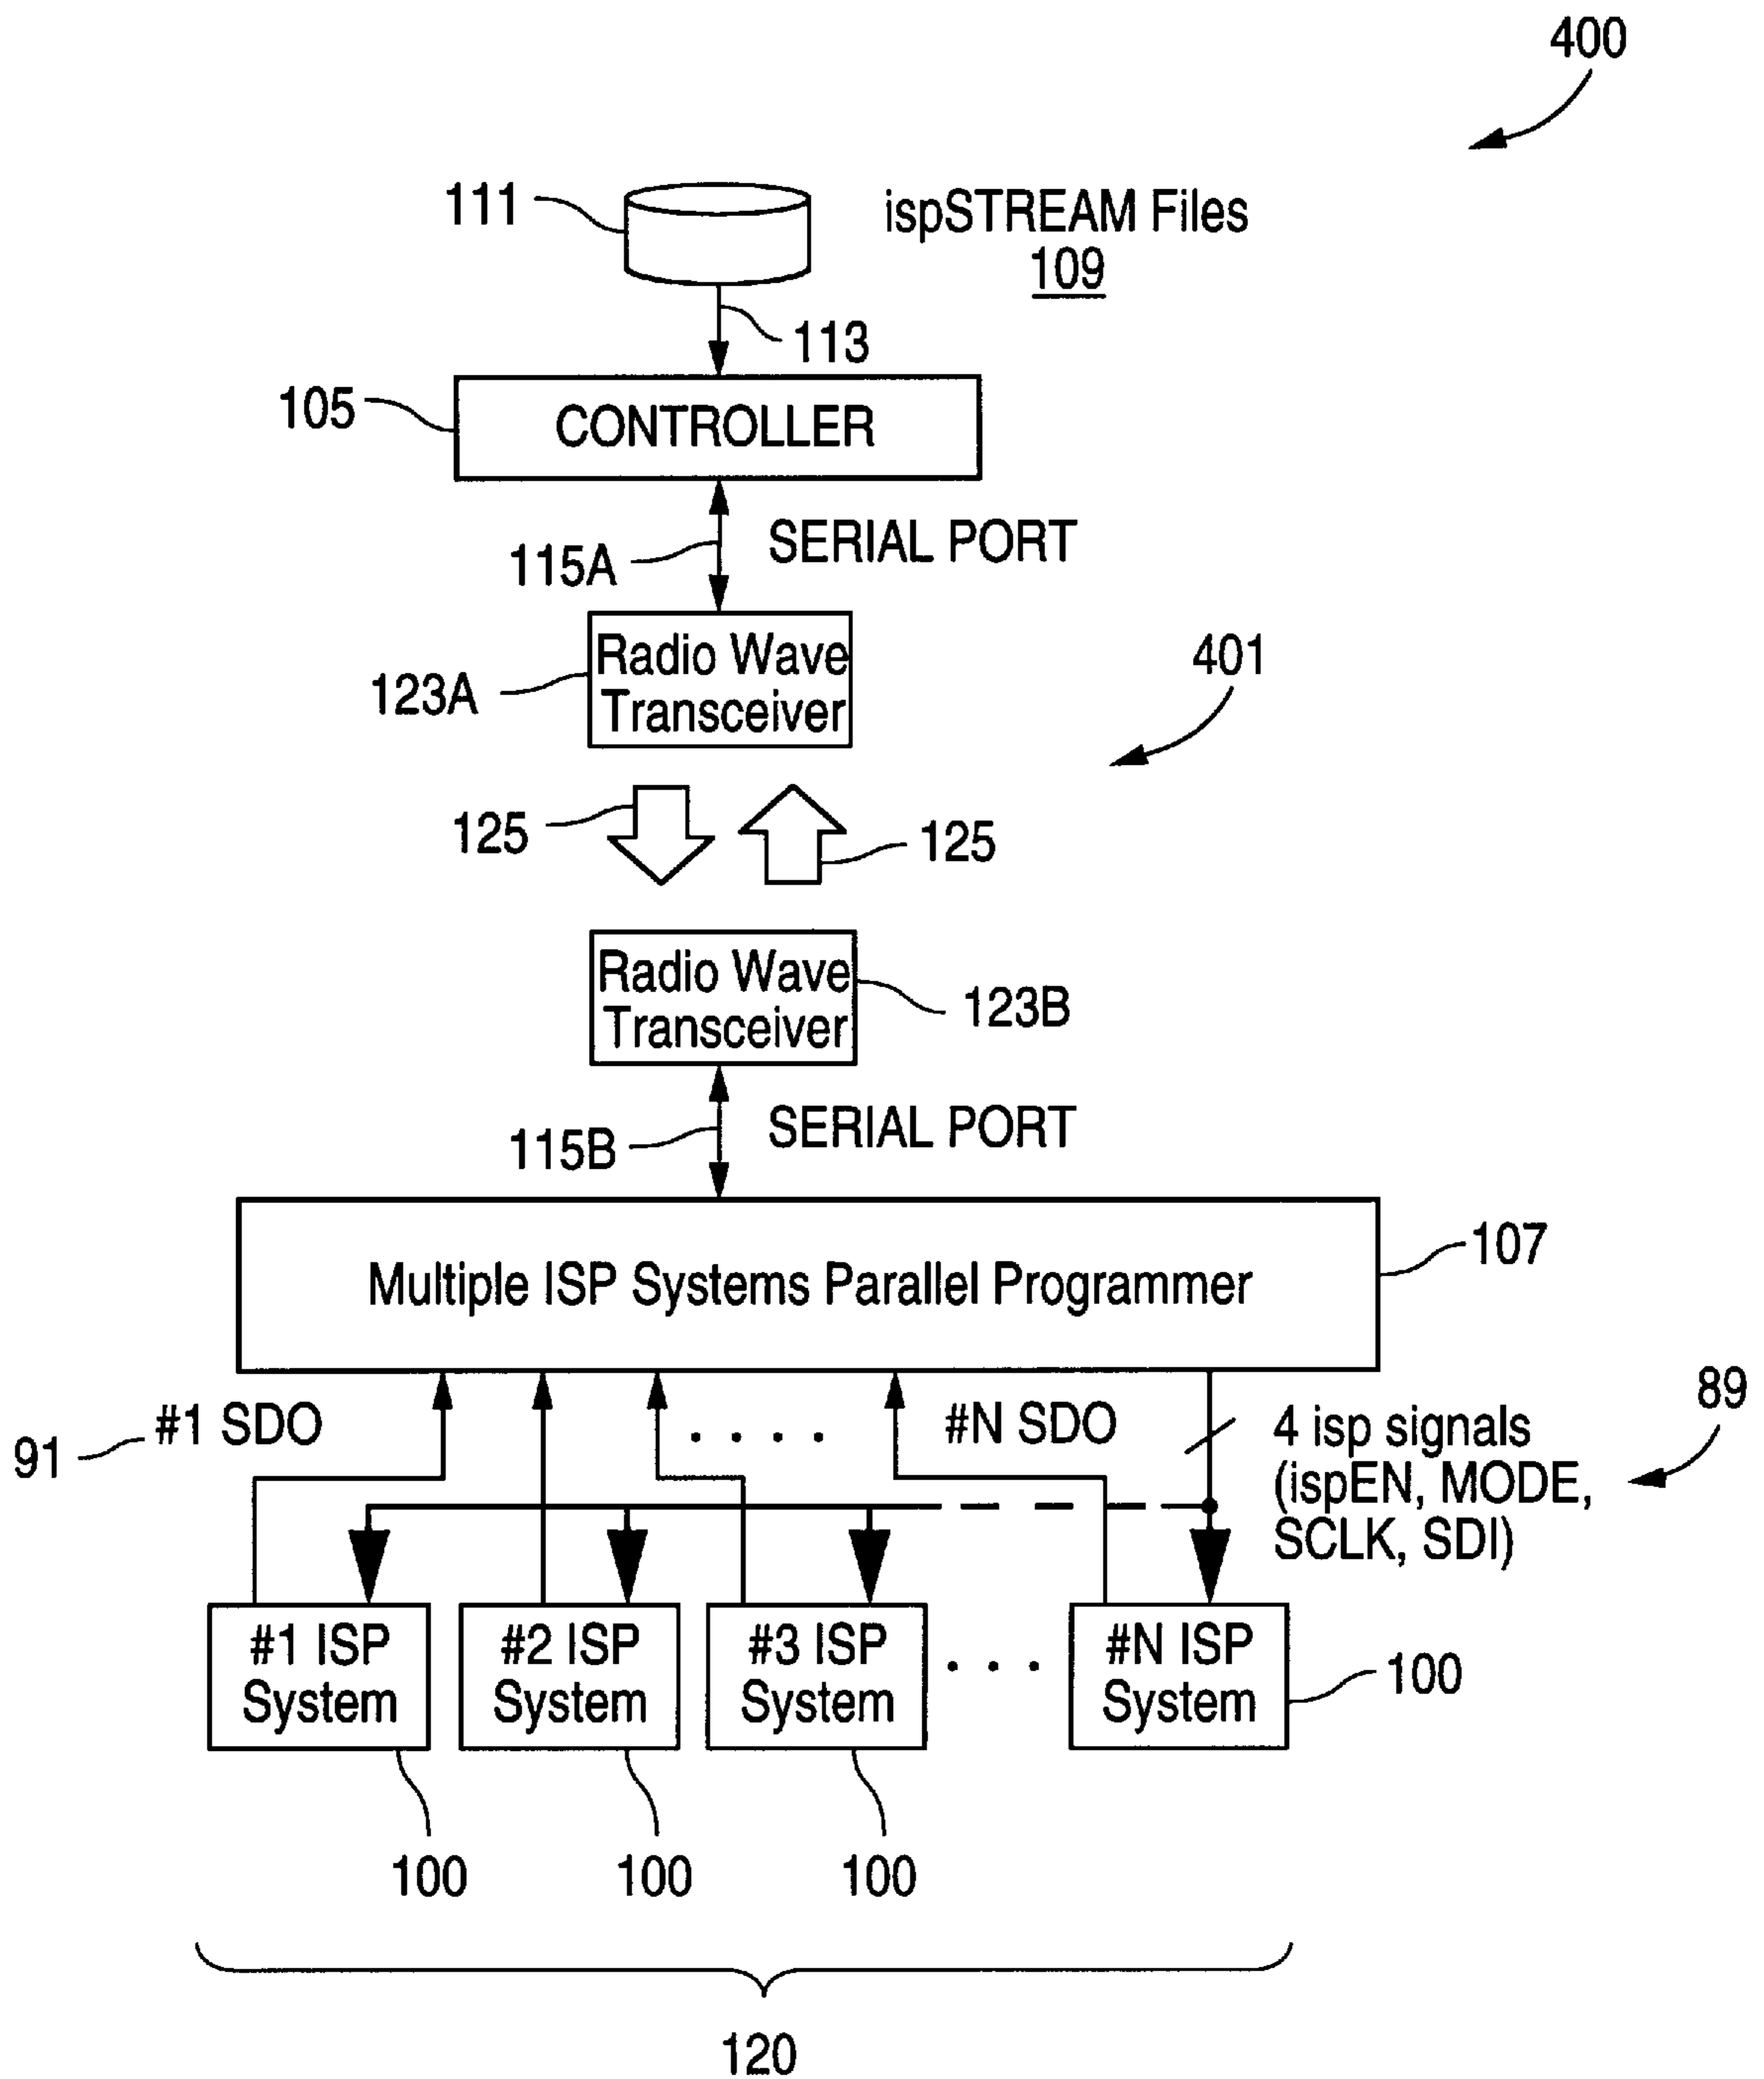 400
111
ispSTREAM Files
109
113
105
CONTROLLER
SERIAL PORT
115A
401
Radio Wave
Transceiver
123A
125
125
Radio Wave
Transceiver
123B
SERIAL PORT
115B
107
Multiple ISP Systems Parallel Programmer
89
91
#1 SDO
. . . .
#N SDO
4 isp signals
(ispEN, MODE,
SCLK, SDI)
#1 ISP
System
#2 ISP
System
#3 ISP
System
. . .
#N ISP
System
100
100
100
100
120